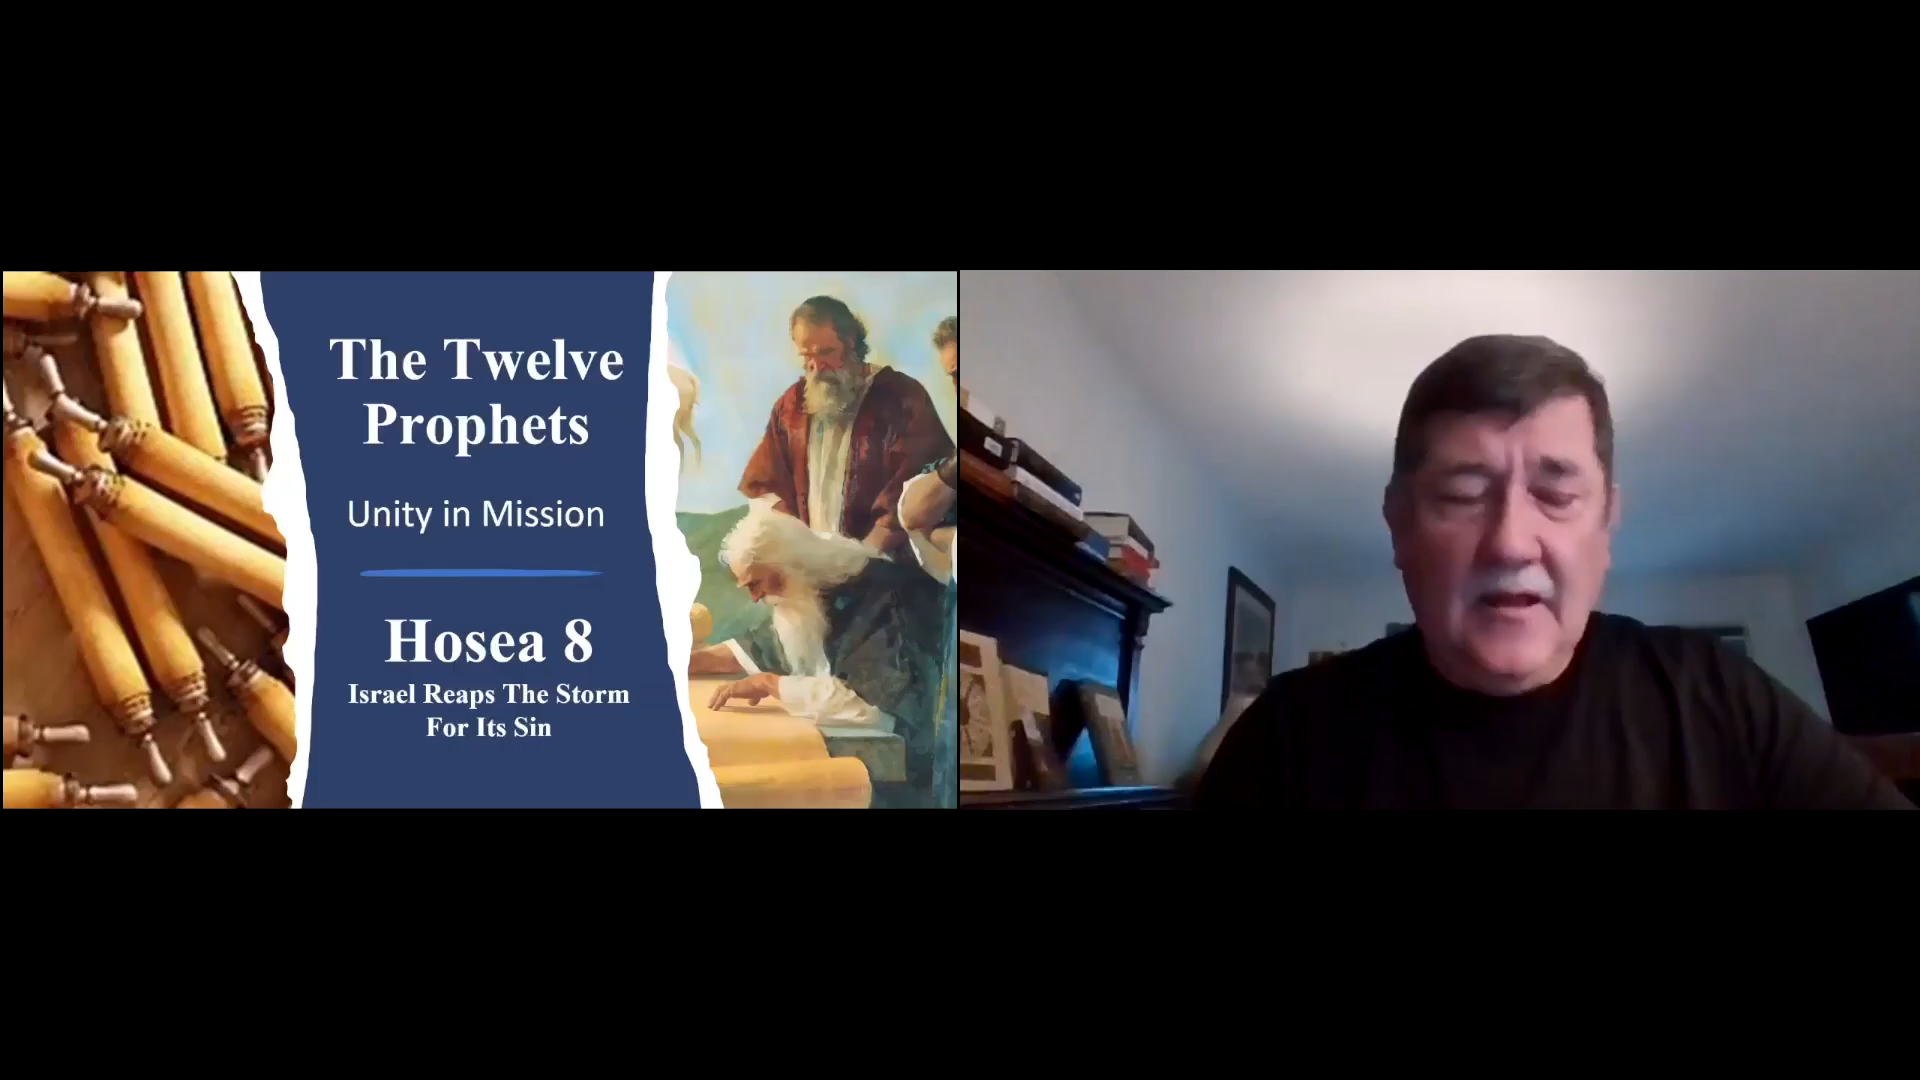 The Twelve
Prophets
Unity in Mission
Hosea 8
Israel Reaps The Storm
For Its Sin